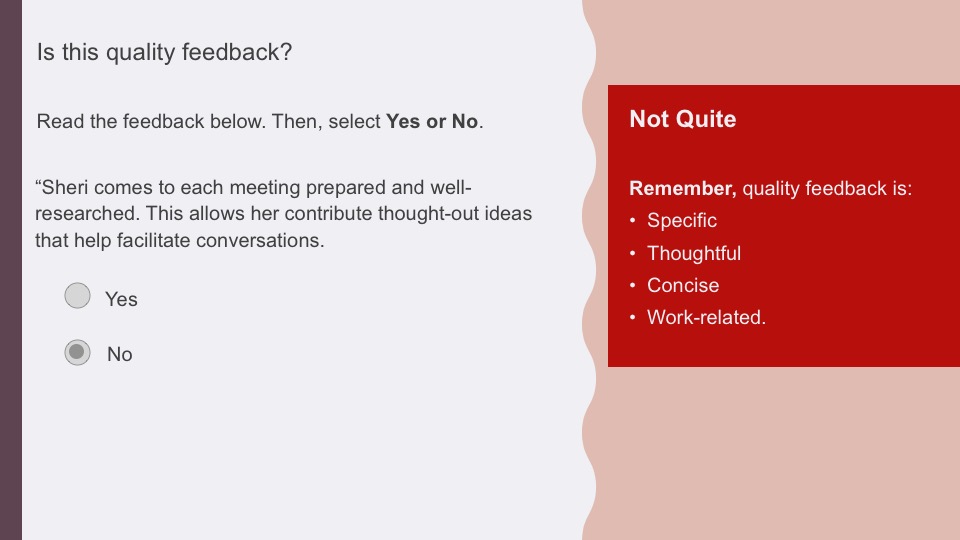 Is this quality feedback?
Read the feedback below. Then, select Yes or No.
“Sheri comes to each meeting prepared and well-
researched. This allows her contribute thought-out ideas
that help facilitate conversations.
Yes
No
Not Quite
Remember, quality feedback is:
• Specific
• Thoughtful
• Concise
• Work-related.